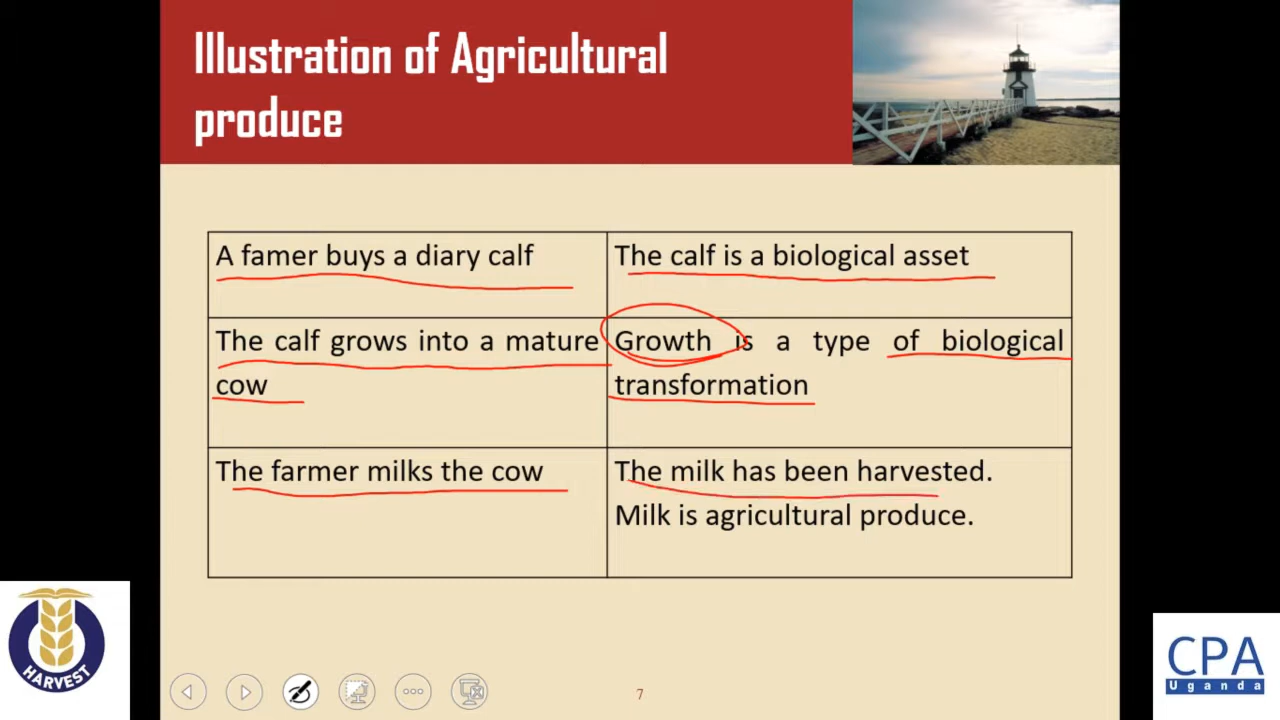 Illustration of Agricultural
produce
A famer buys a diary calf
The calf is a biological asset
The calf grows into a mature
cow
Growth is a type of biological
transformation
The farmer milks the cow
The milk has been harvested.
Milk is agricultural produce.
HARVEST
CPA
Uganda
7